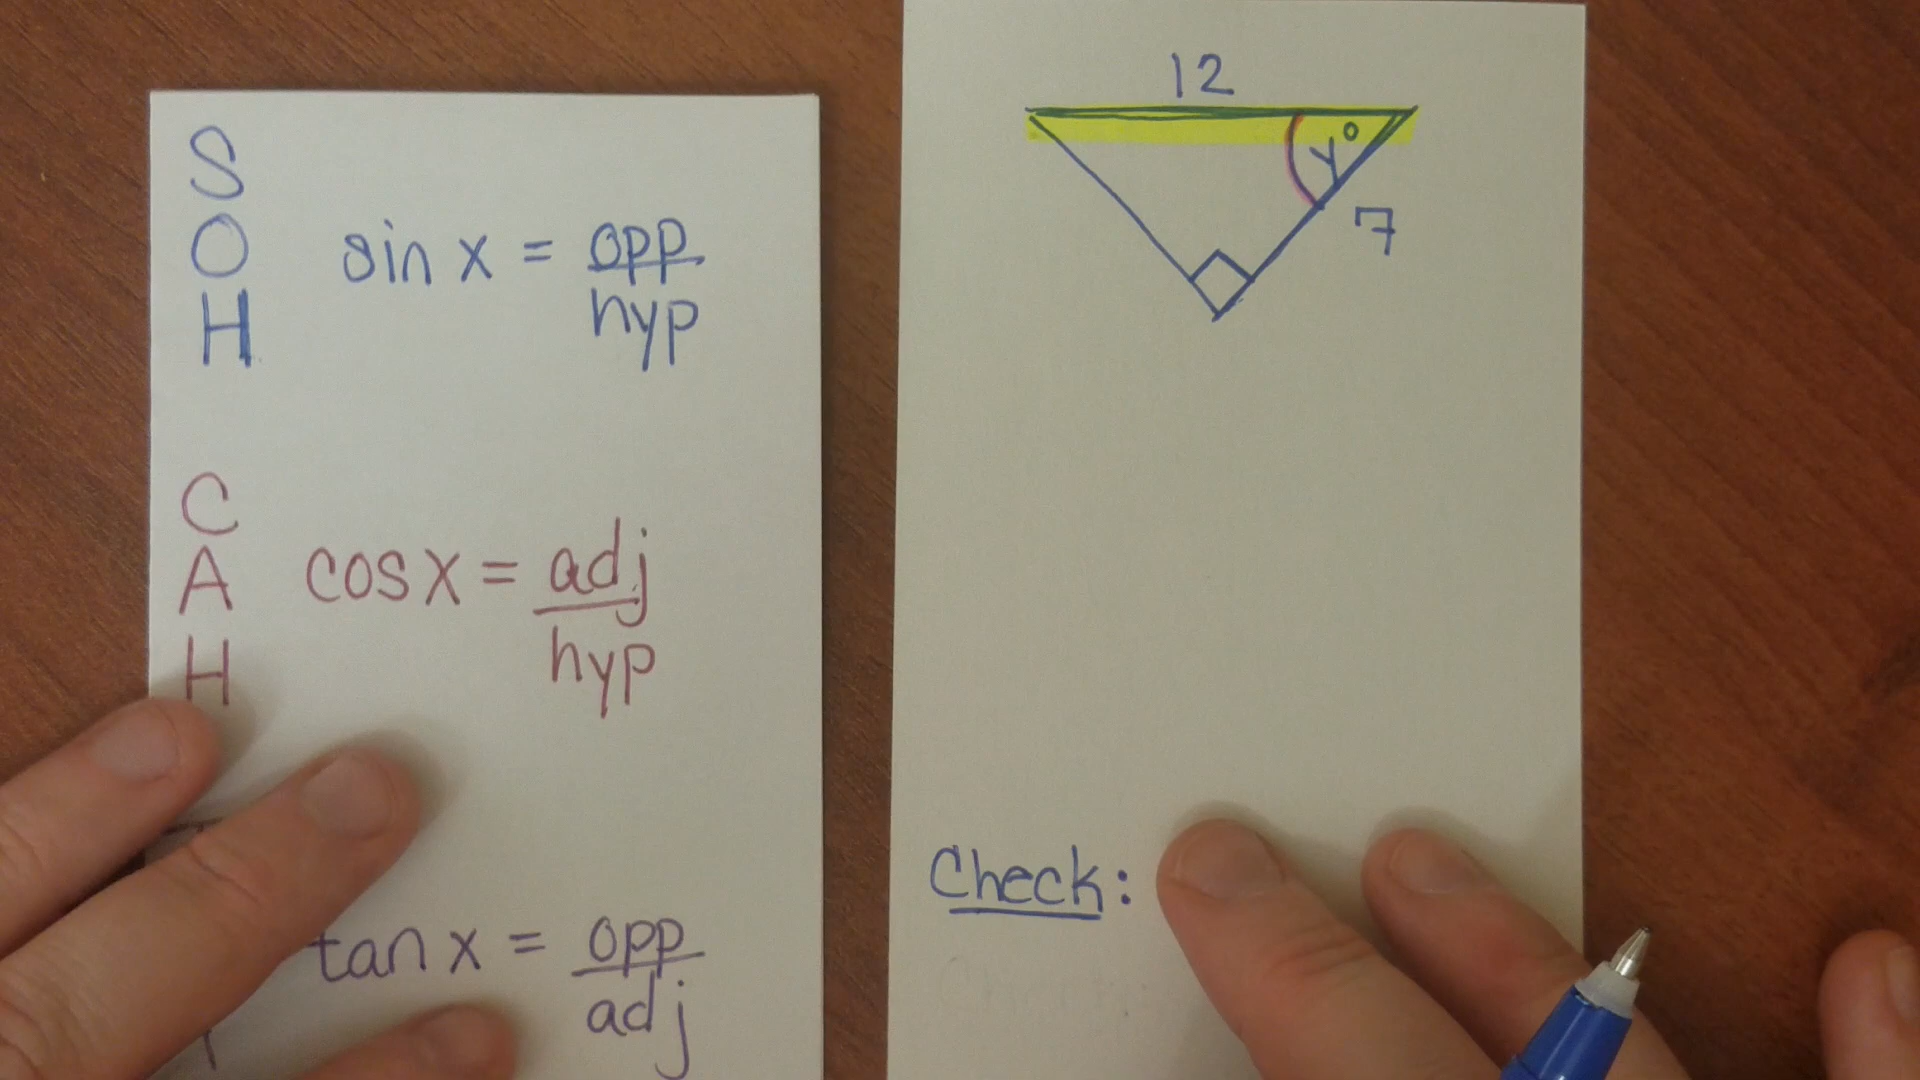 S
O
H
sin x = opp
hyp
C
A
H
cos x = adj
hyp
tan x = opp
adj
12
y°
7
Check: